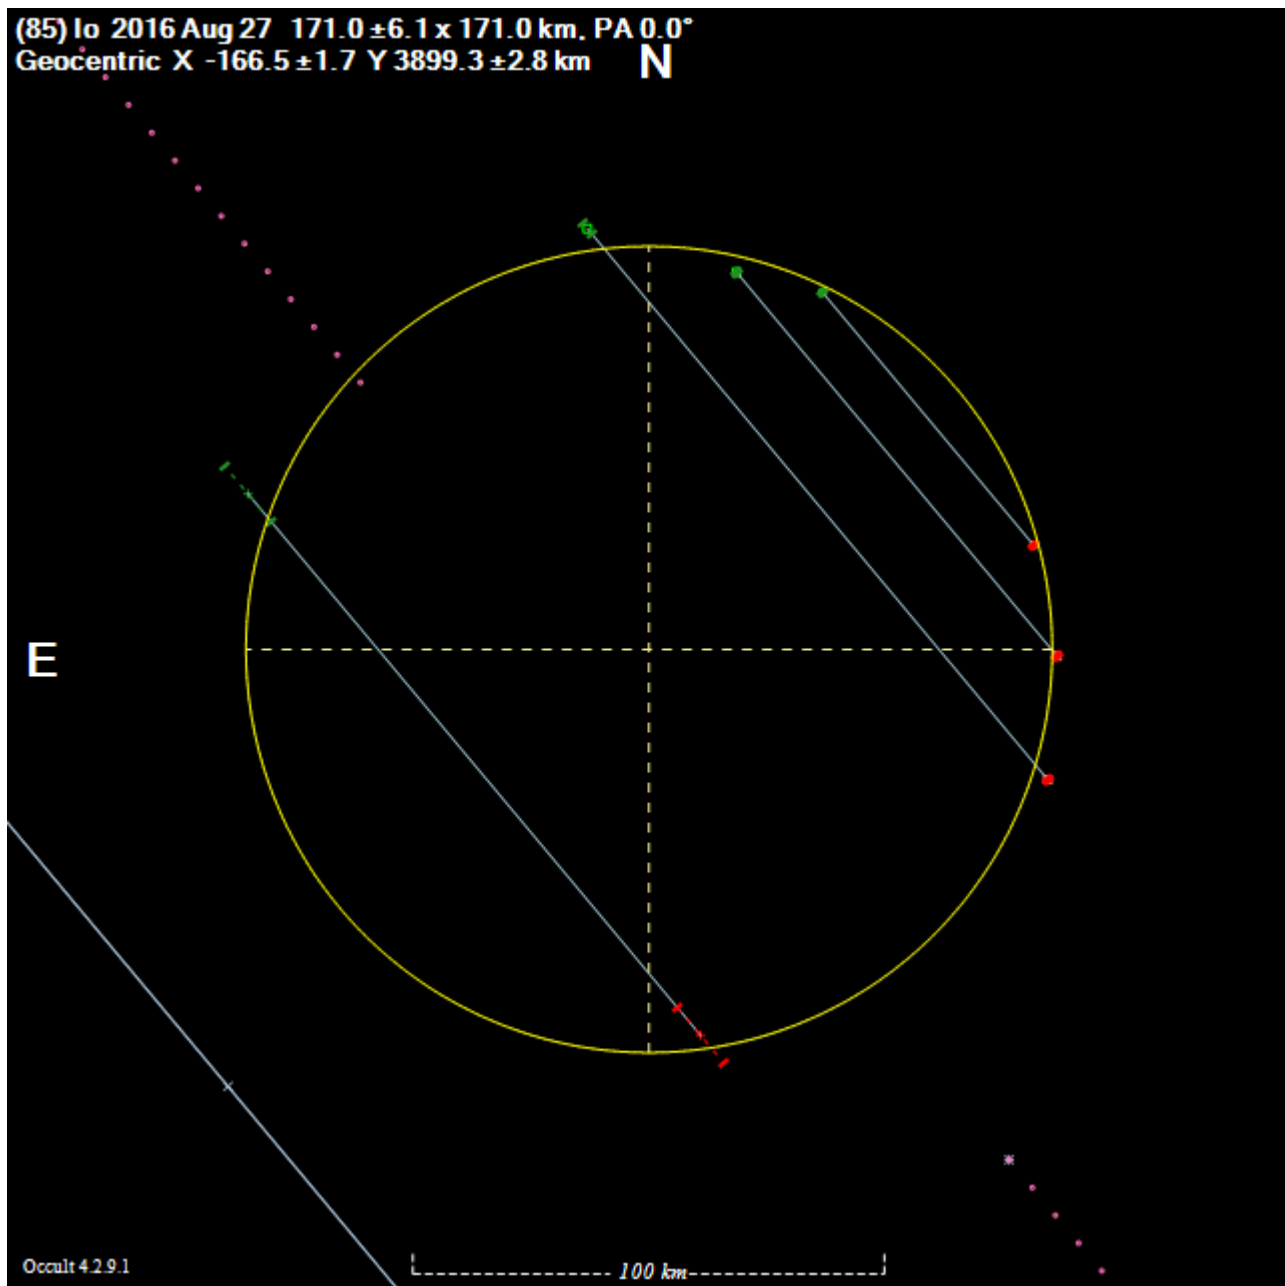 (85) Io 2016 Aug 27 171.0 ±6.1 x 171.0 km, PA 0.0°
Geocentric X -166.5 ±1.7 Y 3899.3 ±2.8 km
N
E
Occult 4.2.9.1
100 km